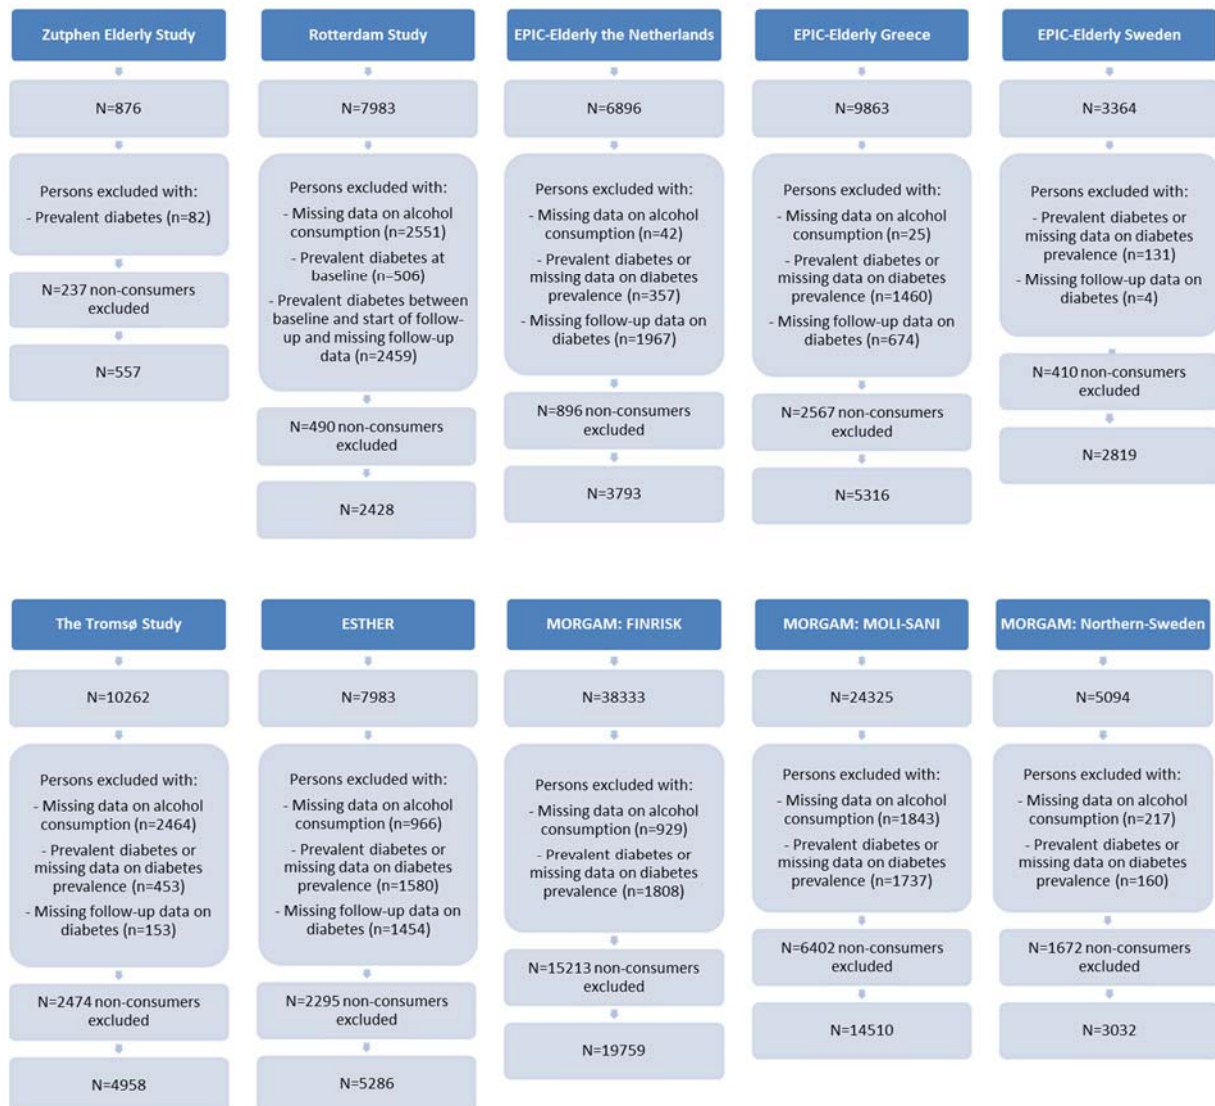 Zutphen Elderly Study
N=876
Persons excluded with:
- Prevalent diabetes (n=82)
N=237 non-consumers
excluded
N=557
Rotterdam Study
N=7983
Persons excluded with:
- Missing data on alcohol
consumption (n=2551)
- Prevalent diabetes at
baseline (n=506)
- Prevalent diabetes between
baseline and start of follow-
up and missing follow-up
data (n=2459)
N=490 non-consumers
excluded
N=2428
EPIC-Elderly the Netherlands
N=6896
Persons excluded with:
- Missing data on alcohol
consumption (n=42)
- Prevalent diabetes or
missing data on diabetes
prevalence (n=357)
- Missing follow-up data on
diabetes (n=1967)
N=896 non-consumers
excluded
N=3793
EPIC-Elderly Greece
N=9863
Persons excluded with:
- Missing data on alcohol
consumption (n=25)
- Prevalent diabetes or
missing data on diabetes
prevalence (n=1460)
- Missing follow-up data on
diabetes (n=674)
N=2567 non-consumers
excluded
N=5316
EPIC-Elderly Sweden
N=3364
Persons excluded with:
- Prevalent diabetes or
missing data on diabetes
prevalence (n=131)
- Missing follow-up data on
diabetes (n=4)
N=410 non-consumers
excluded
N=2819
The Tromsø Study
N=10262
Persons excluded with:
- Missing data on alcohol
consumption (n=2464)
- Prevalent diabetes or
missing data on diabetes
prevalence (n=453)
- Missing follow-up data on
diabetes (n=153)
N=2474 non-consumers
excluded
N=4958
ESTHER
N=7983
Persons excluded with:
- Missing data on alcohol
consumption (n=966)
- Prevalent diabetes or
missing data on diabetes
prevalence (n=1580)
- Missing follow-up data on
diabetes (n=1454)
N=2295 non-consumers
excluded
N=5286
MORGAM: FINRISK
N=38333
Persons excluded with:
- Missing data on alcohol
consumption (n=929)
- Prevalent diabetes or
missing data on diabetes
prevalence (n=1808)
N=15213 non-consumers
excluded
N=19759
MORGAM: MOLI-SANI
N=24325
Persons excluded with:
- Missing data on alcohol
consumption (n=1843)
- Prevalent diabetes or
missing data on diabetes
prevalence (n=1737)
N=6402 non-consumers
excluded
N=14510
MORGAM: Northern-Sweden
N=5094
Persons excluded with:
- Missing data on alcohol
consumption (n=217)
- Prevalent diabetes or
missing data on diabetes
prevalence (n=160)
N=1672 non-consumers
excluded
N=3032